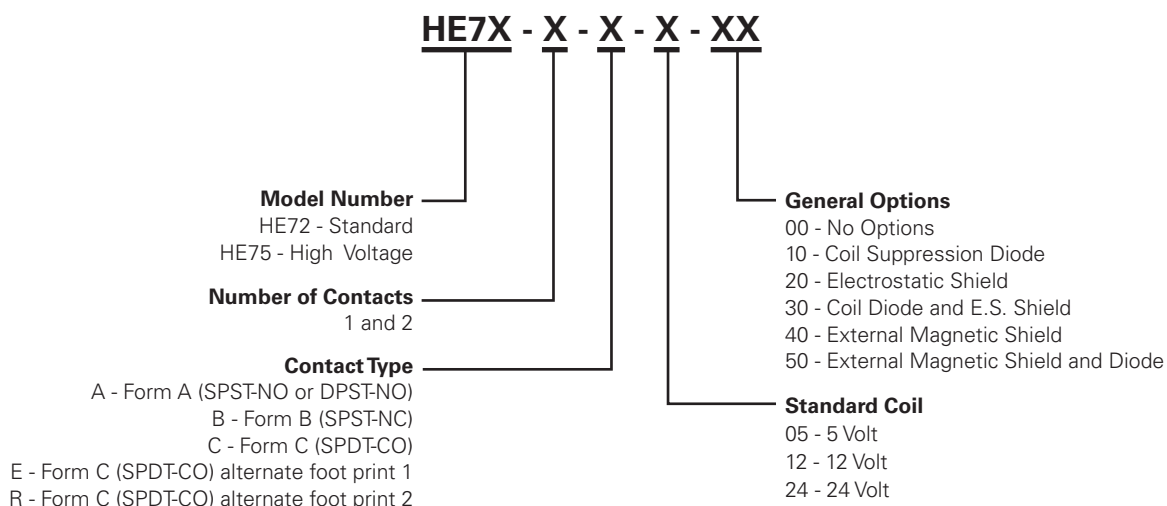 HE7X - X - X - X - XX
Model Number
HE72 - Standard
HE75 - High Voltage
Number of Contacts
1 and 2
Contact Type
A - Form A (SPST-NO or DPST-NO)
B - Form B (SPST-NC)
C - Form C (SPDT-CO)
E - Form C (SPDT-CO) alternate foot print 1
R - Form C (SPDT-CO) alternate foot print 2
General Options
00 - No Options
10 - Coil Suppression Diode
20 - Electrostatic Shield
30 - Coil Diode and E.S. Shield
40 - External Magnetic Shield
50 - External Magnetic Shield and Diode
Standard Coil
05 - 5 Volt
12 - 12 Volt
24 - 24 Volt